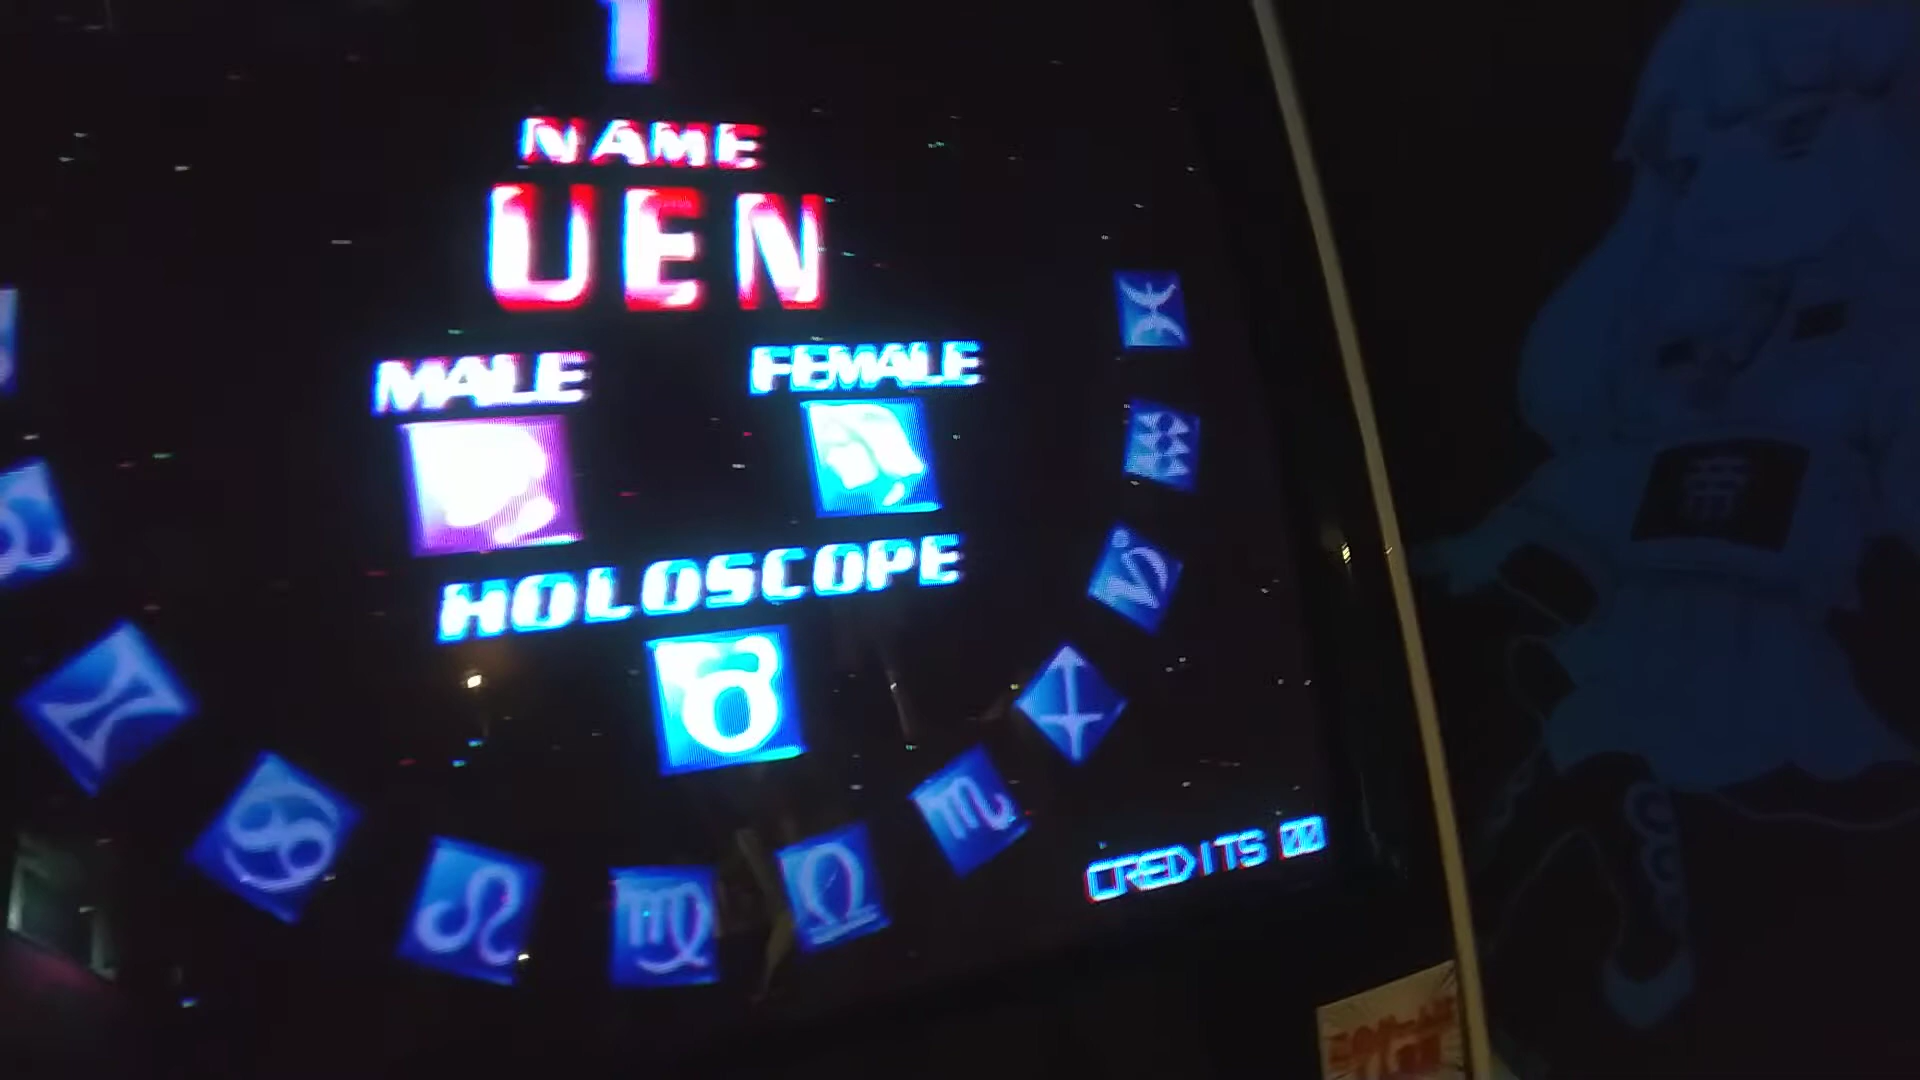 NAME
UEN
MALE FEMALE
HOLOSCOPE
CREDITS 00